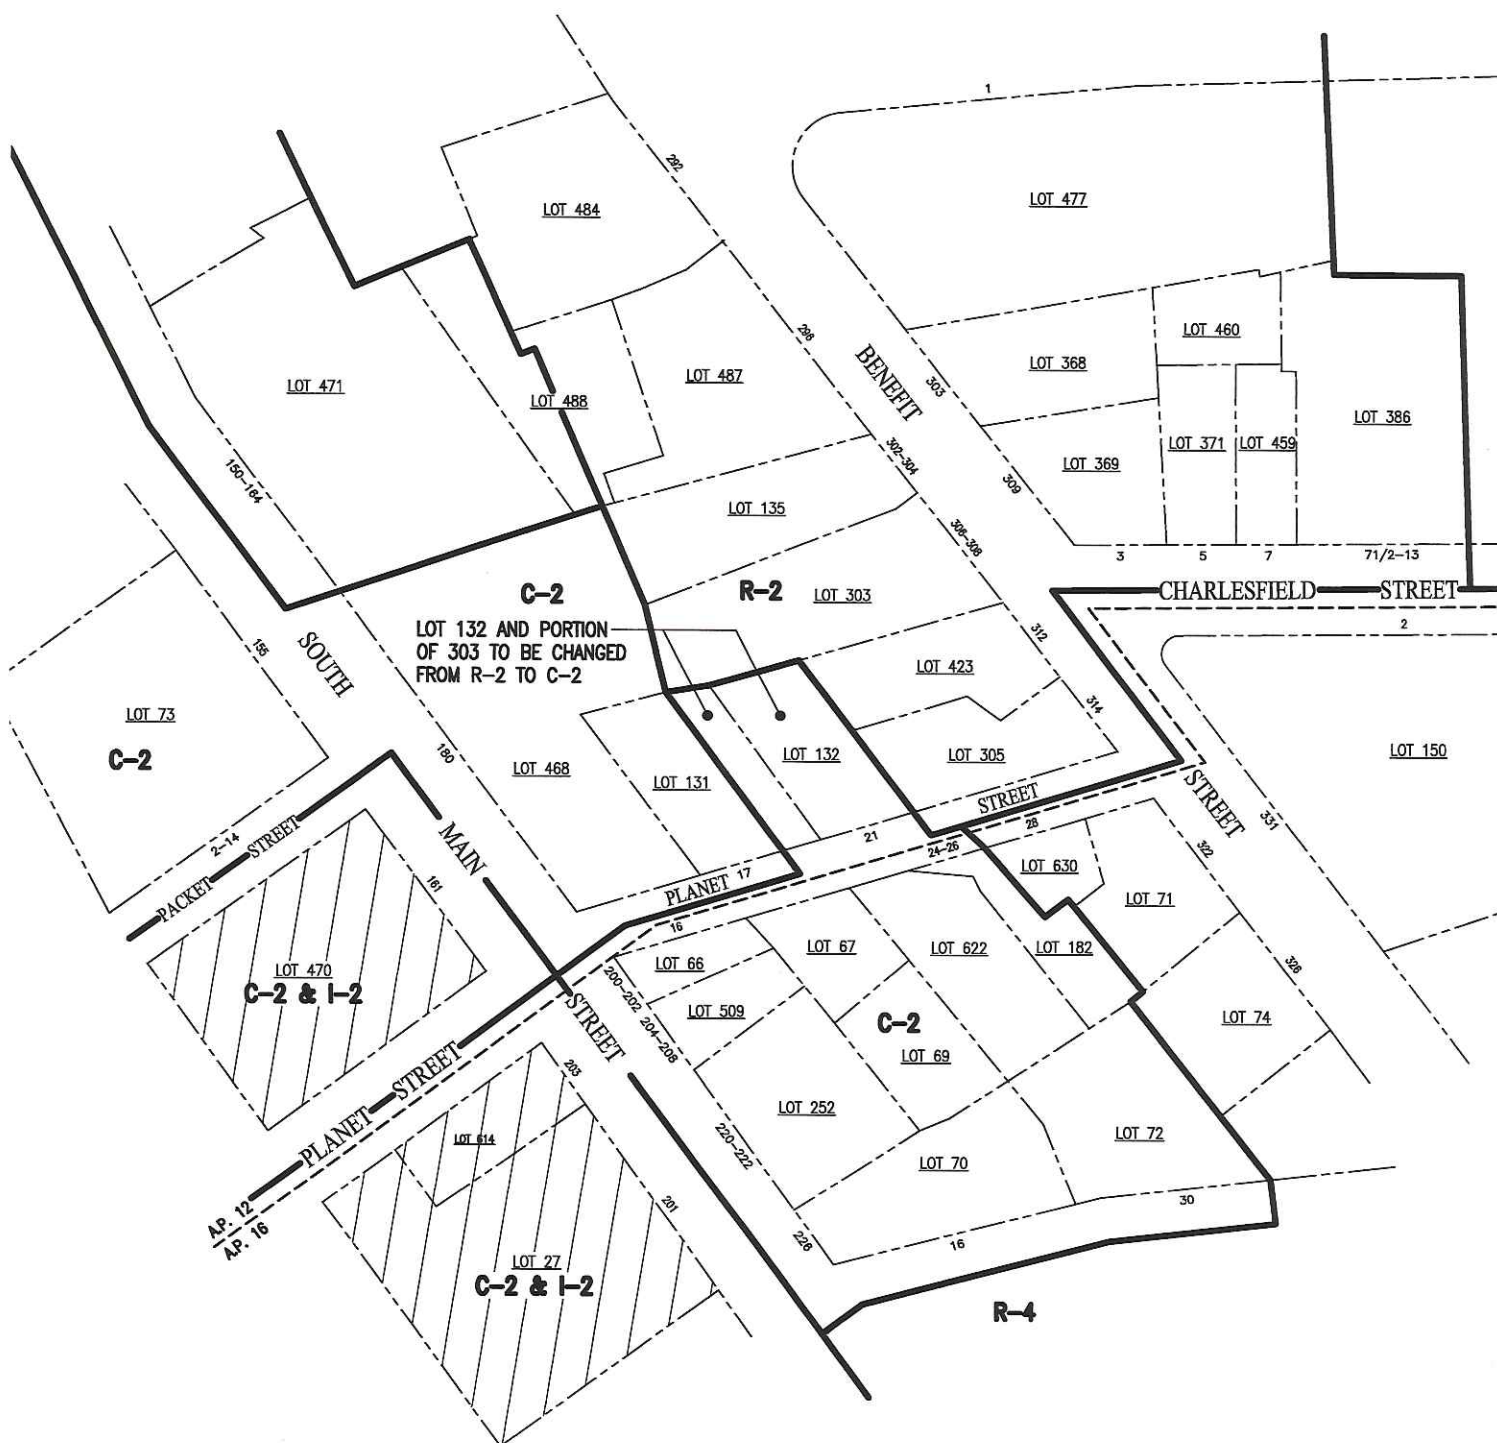 1
292
LOT 484
LOT 477
296
LOT 460
LOT 368
BENEFIT
303
LOT 487
LOT 471
LOT 488
LOT 386
302-304
LOT 371
LOT 459
LOT 369
150-164
309
LOT 135
306-308
3
5
7
71/2-13
C-2
R-2
LOT 303
CHARLESFIELD STREET
2
LOT 132 AND PORTION
OF 303 TO BE CHANGED
FROM R-2 TO C-2
312
155
SOUTH
LOT 423
314
LOT 73
C-2
180
LOT 468
LOT 131
LOT 132
LOT 305
LOT 150
STREET
STREET
331
2-14
PACKET STREET
MAIN
21
24-26
28
322
161
PLANET
17
LOT 630
LOT 71
16
LOT 67
LOT 622
LOT 182
LOT 66
326
LOT 470
C-2 & I-2
200-202
LOT 509
C-2
LOT 74
STREET
204-208
LOT 69
203
PLANET STREET
LOT 252
LOT 614
220-222
LOT 72
LOT 70
201
30
A.P. 12
A.P. 16
226
16
LOT 27
C-2 & I-2
R-4